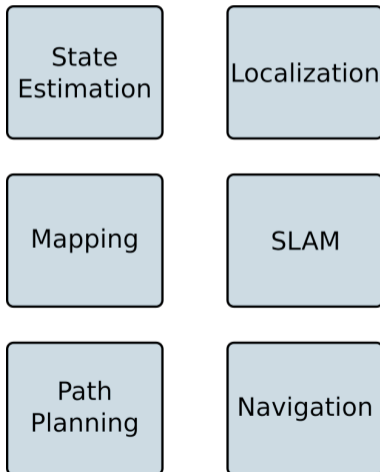 State
Estimation
Localization
Mapping
SLAM
Path
Planning
Navigation